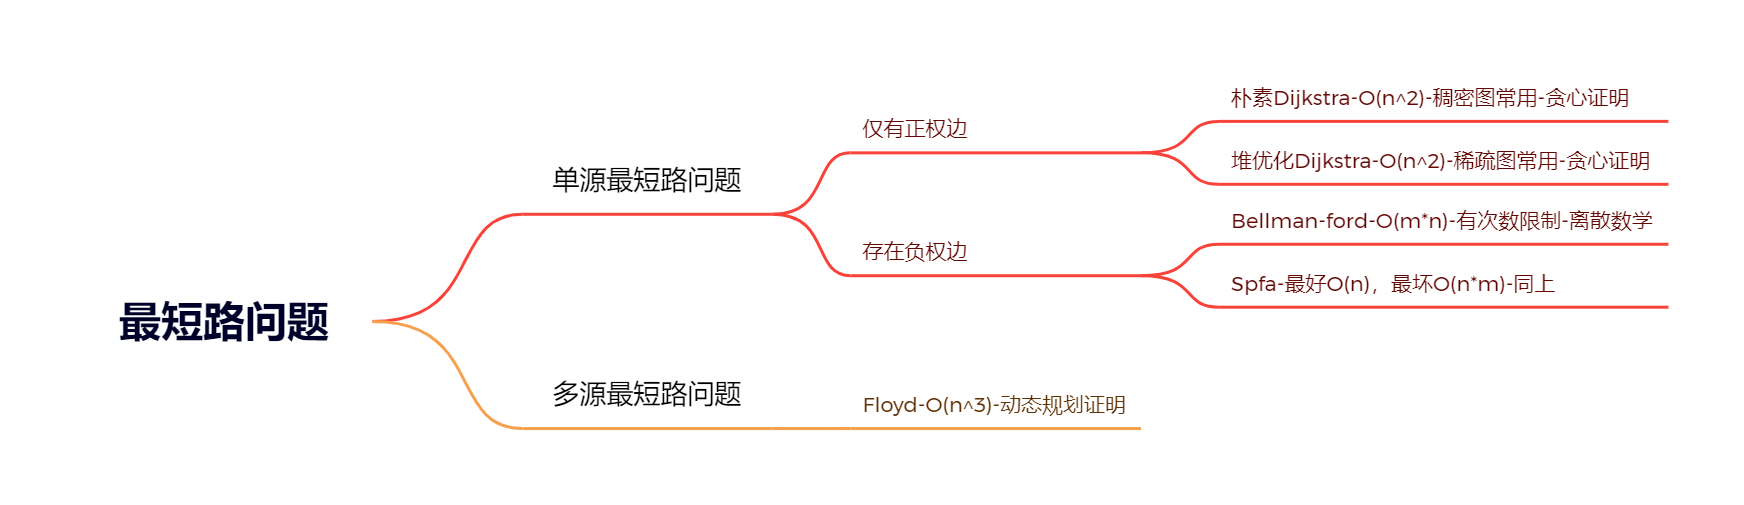 最短路问题
单源最短路问题
仅有正权边
朴素Dijkstra-O(n^2)-稠密图常用-贪心证明
堆优化Dijkstra-O(n^2)-稀疏图常用-贪心证明
存在负权边
Bellman-ford-O(m*n)-有次数限制-离散数学
Spfa-最好O(n)，最坏O(n*m)-同上
多源最短路问题
Floyd-O(n^3)-动态规划证明